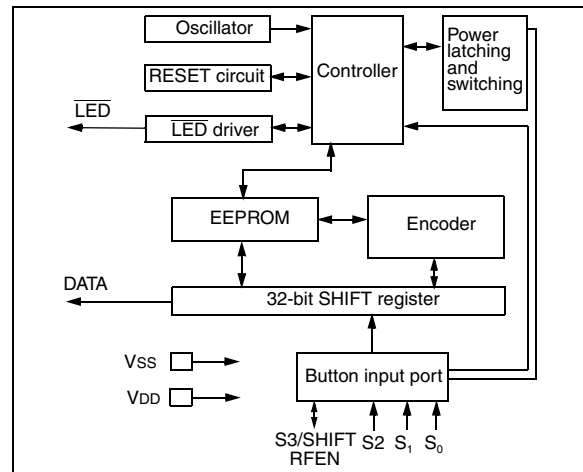 Oscillator
Controller
Power
latching
and
switching
RESET circuit
LED
LED driver
EEPROM
Encoder
DATA
32-bit SHIFT register
VSS
VDD
Button input port
S3/SHIFT
RFEN
S2
S1
S0